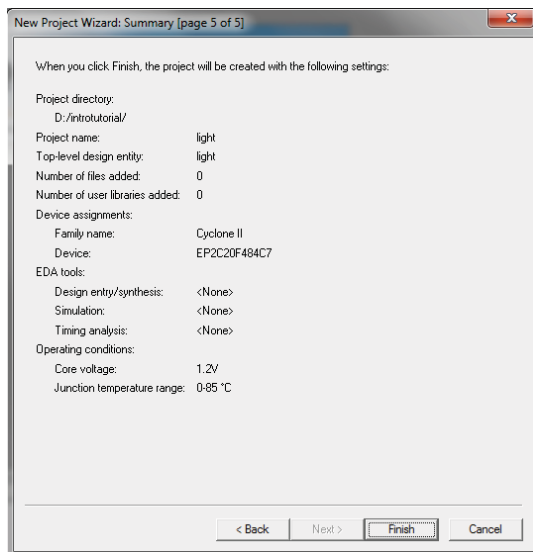 New Project Wizard: Summary [page 5 of 5]
When you click Finish, the project will be created with the following settings:
Project directory:
D:/introtutorial/
Project name: light
Top-level design entity: light
Number of files added: 0
Number of user libraries added: 0
Device assignments:
Family name: Cyclone II
Device: EP2C20F484C7
EDA tools:
Design entry/synthesis: <None>
Simulation: <None>
Timing analysis: <None>
Operating conditions:
Core voltage: 1.2V
Junction temperature range: 0-85 °C
< Back Next > Finish Cancel